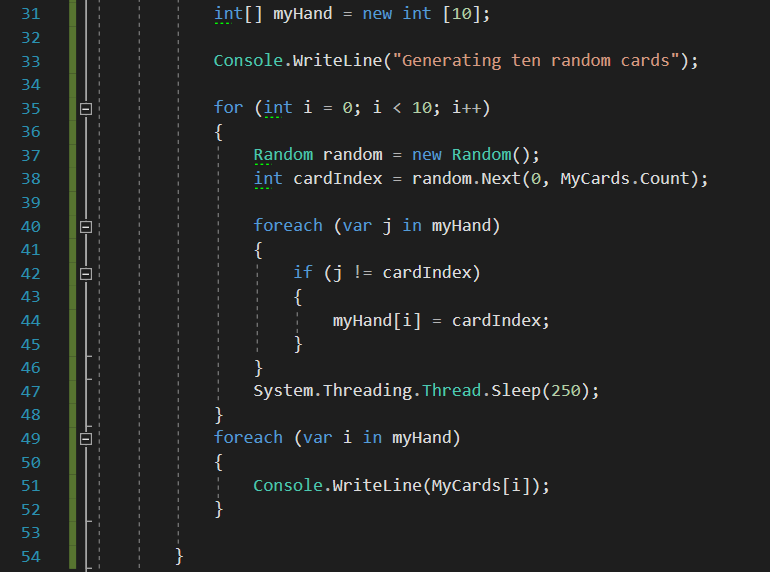 31 int[] myHand = new int [10];
32
33 Console.WriteLine("Generating ten random cards");
34
35 for (int i = 0; i < 10; i++)
36 {
37 Random random = new Random();
38 int cardIndex = random.Next(0, MyCards.Count);
39
40 foreach (var j in myHand)
41 {
42 if (j != cardIndex)
43 {
44 myHand[i] = cardIndex;
45 }
46 }
47 System.Threading.Thread.Sleep(250);
48 }
49 foreach (var i in myHand)
50 {
51 Console.WriteLine(MyCards[i]);
52 }
53
54 }